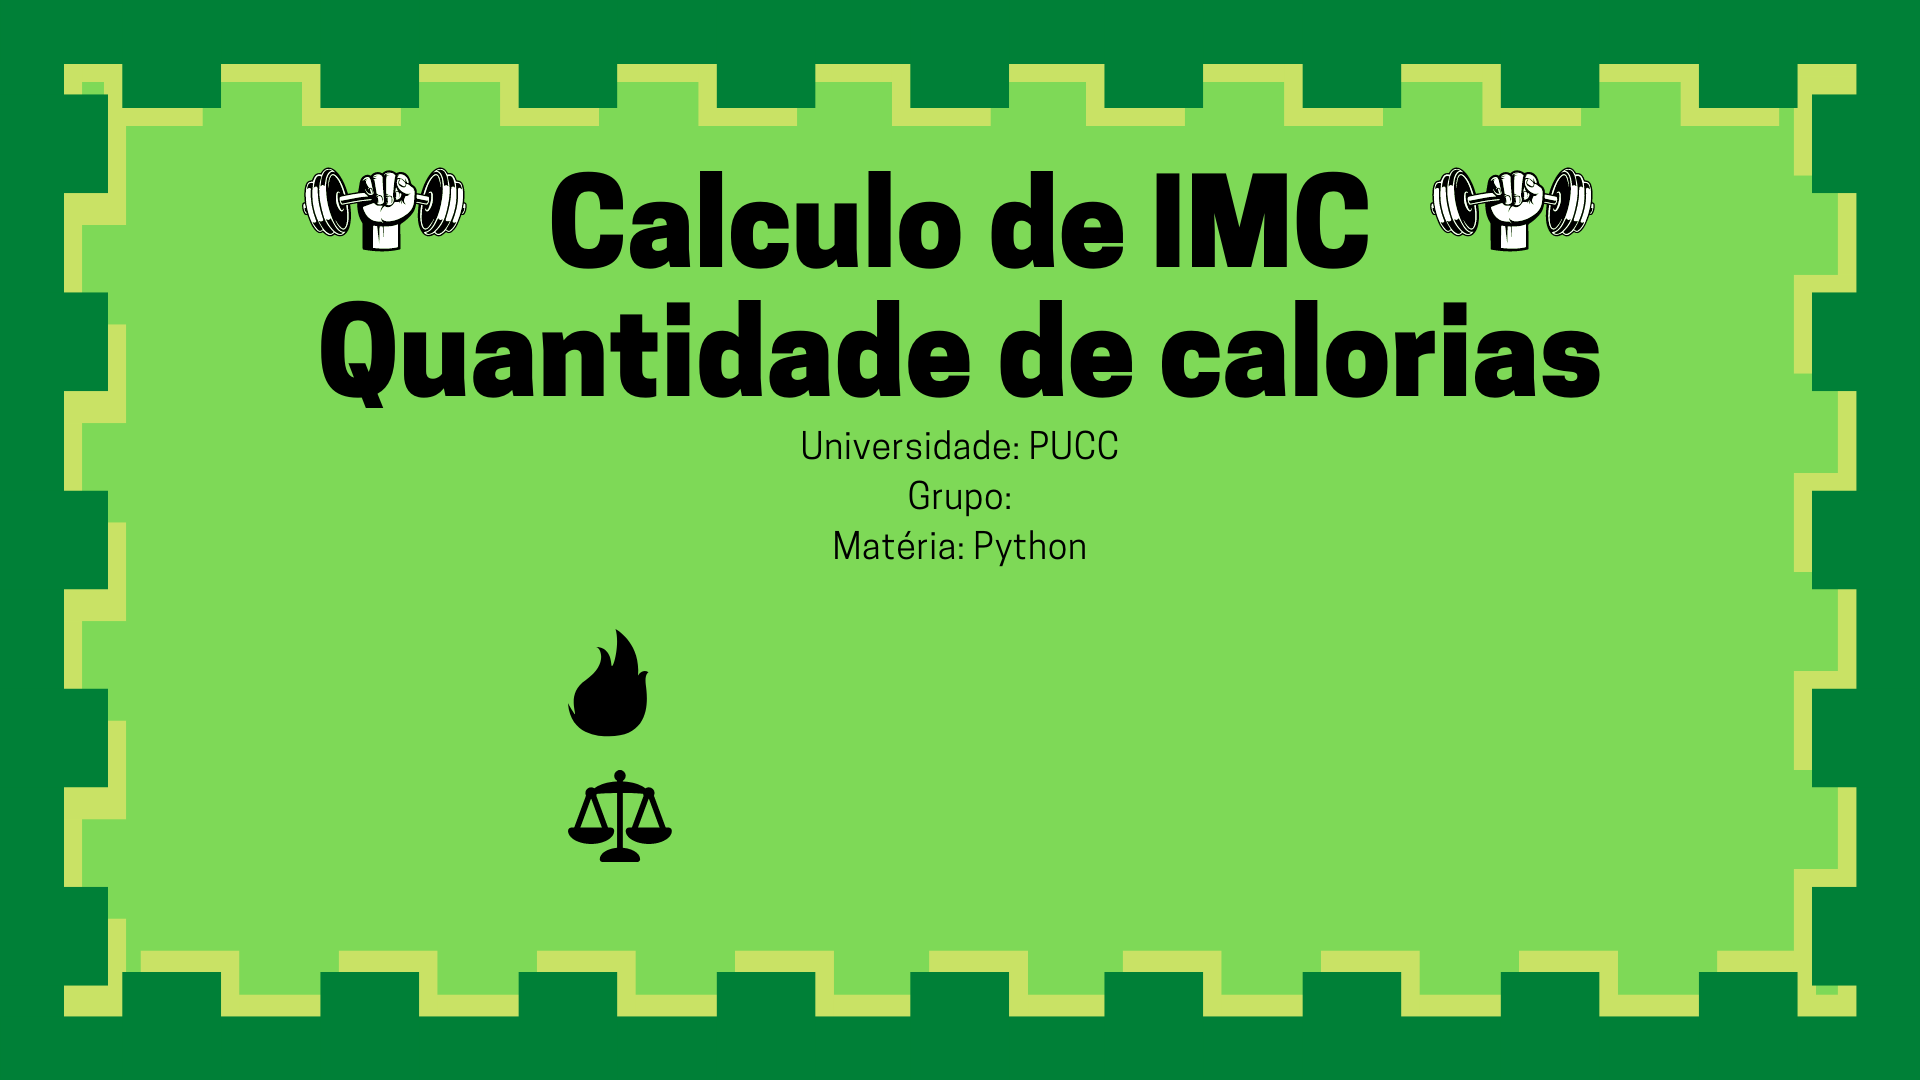 Calculo de IMC
Quantidade de calorias
Universidade: PUCC
Grupo:
Matéria: Python